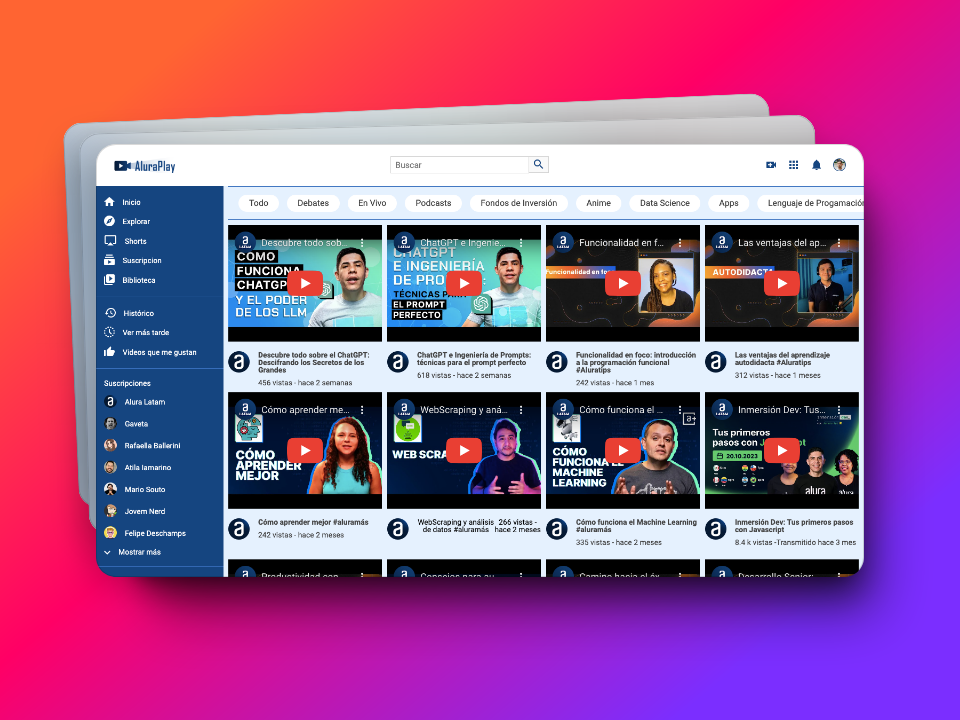 AluraPlay
Buscar
Inicio
Explorar
Shorts
Suscripcion
Biblioteca
Histórico
Ver más tarde
Videos que me gustan
Suscripciones
Alura Latam
Gaveta
Rafaella Ballerini
Atila Iamarino
Mario Souto
Jovem Nerd
Felipe Deschamps
Mostrar más
Todo
Debates
En Vivo
Podcasts
Fondos de Inversión
Anime
Data Science
Apps
Lenguaje de Progamación
Descubre todo sob...
COMO
FUNCIONA
CHATGP
Y EL PODER
DE LOS LLM
Descubre todo sobre el ChatGPT:
Descifrando los Secretos de los
Grandes
456 vistas - hace 2 semanas
ChatGPT e Ingenie...
CHATGPT
E INGENIERÍA
DE PRO
TÉCNICAS PARA
EL PROMPT
PERFECTO
ChatGPT e Ingeniería de Prompts:
técnicas para el prompt perfecto
618 vistas - hace 2 semanas
Funcionalidad en f...
Funcionalidad en foc
Funcionalidad en foco: introducción
a la programación funcional
#Aluratips
242 vistas - hace 1 mes
Las ventajas del ap...
AUTODIDACTA
Las ventajas del aprendizaje
autodidacta #Aluratips
312 vistas - hace 1 meses
Cómo aprender me...
CÓMO
APRENDER
MEJOR
Cómo aprender mejor #aluramás
242 vistas - hace 2 meses
WebScraping y aná...
WEB SCRA
WebScraping y análisis
de datos #aluramás
266 vistas -
hace 2 meses
Cómo funciona el ...
CÓMO
FUNCIONA EL
MACHINE
LEARNING
Cómo funciona el Machine Learning
#aluramás
335 vistas - hace 2 meses
Inmersión Dev: Tus...
Tus primeros
pasos con Ja script
20.10.2023
alura
Inmersión Dev: Tus primeros pasos
con Javascript
8.4 k vistas -Transmitido hace 3 mes
Productividad con
Consejos para au
Camino hacia el éx
Desarrollo Senior: